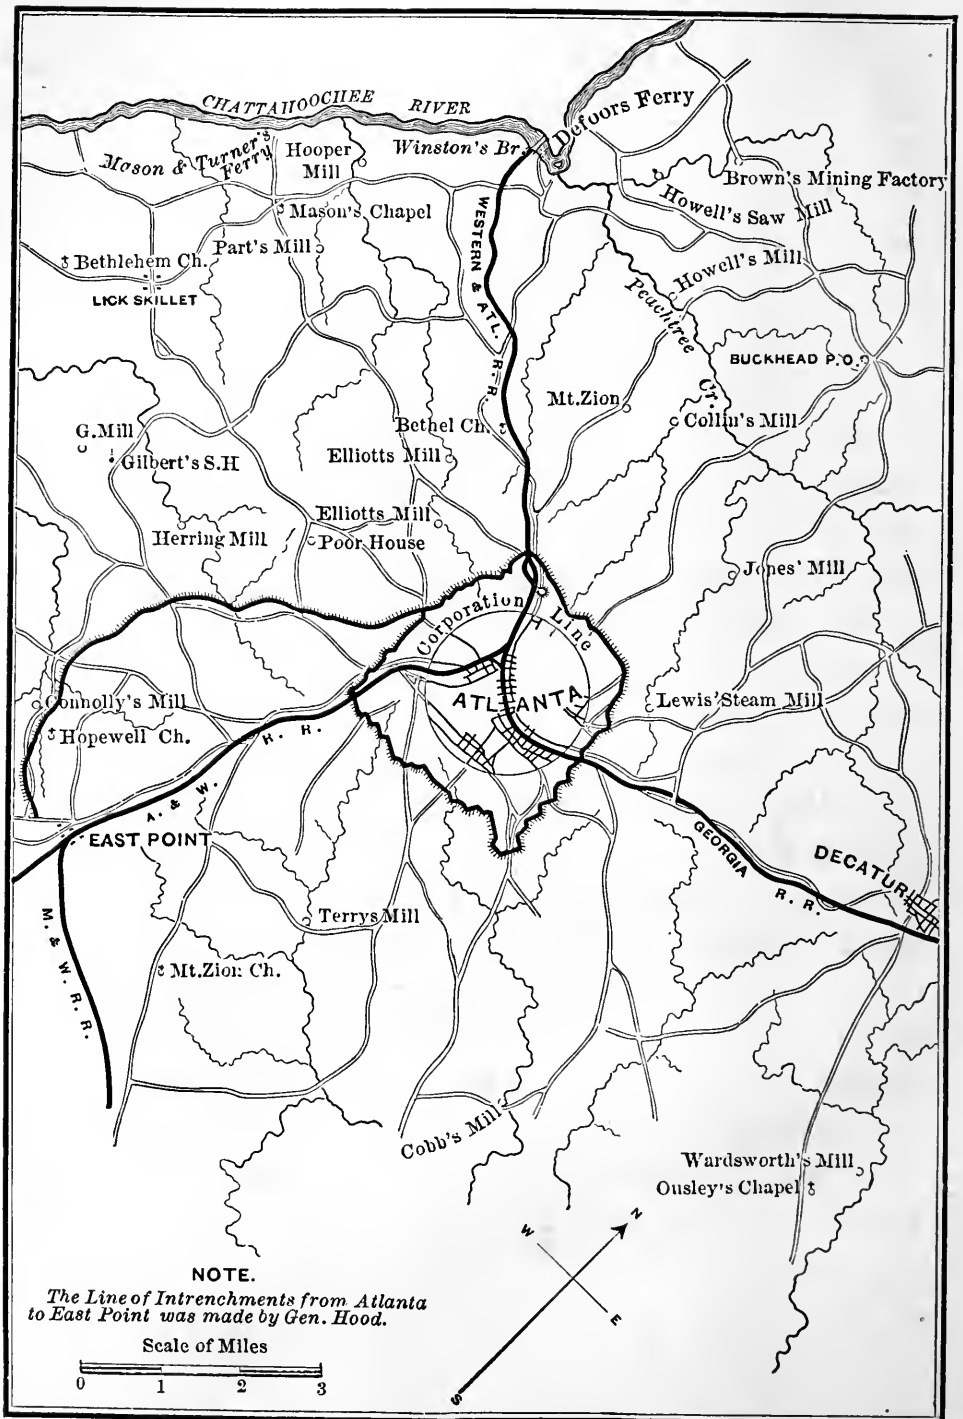 CHATTAHOOCHEE RIVER
Defoors Ferry
Mason & Turner's Ferry
Hooper
Mill
Winston's Br.
Brown's Mining Factory
Howell's Saw Mill
Mason's Chapel
Part's Mill
WESTERN & ATL. R. R.
Bethlehem Ch.
LICK SKILLET
Howell's Mill
Peachtree Cr.
BUCKHEAD P.O.
Mt. Zion
Collin's Mill
G. Mill
Gilbert's S.H
Bethel Ch.
Elliotts Mill
Elliotts Mill
Herring Mill
Poor House
Jones' Mill
Corporation Line
ATLANTA
Connolly's Mill
Hopewell Ch.
Lewis' Steam Mill
A. & W. R. R.
EAST POINT
GEORGIA R. R.
DECATUR
M. & W. R. R.
Terrys Mill
Mt. Zion Ch.
Cobb's Mill
Wardsworth's Mill
Ousley's Chapel
N
W
E
S
NOTE.
The Line of Intrenchments from Atlanta
to East Point was made by Gen. Hood.
Scale of Miles
0 1 2 3